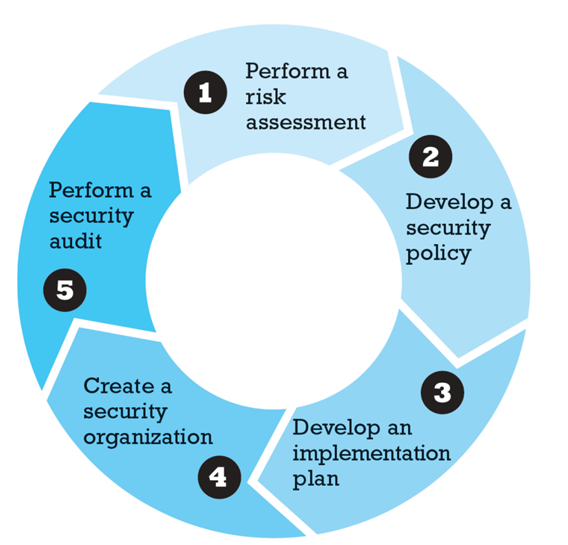 1
Perform a
risk
assessment
2
Develop a
security
policy
3
Develop an
implementation
plan
4
Create a
security
organization
5
Perform a
security
audit